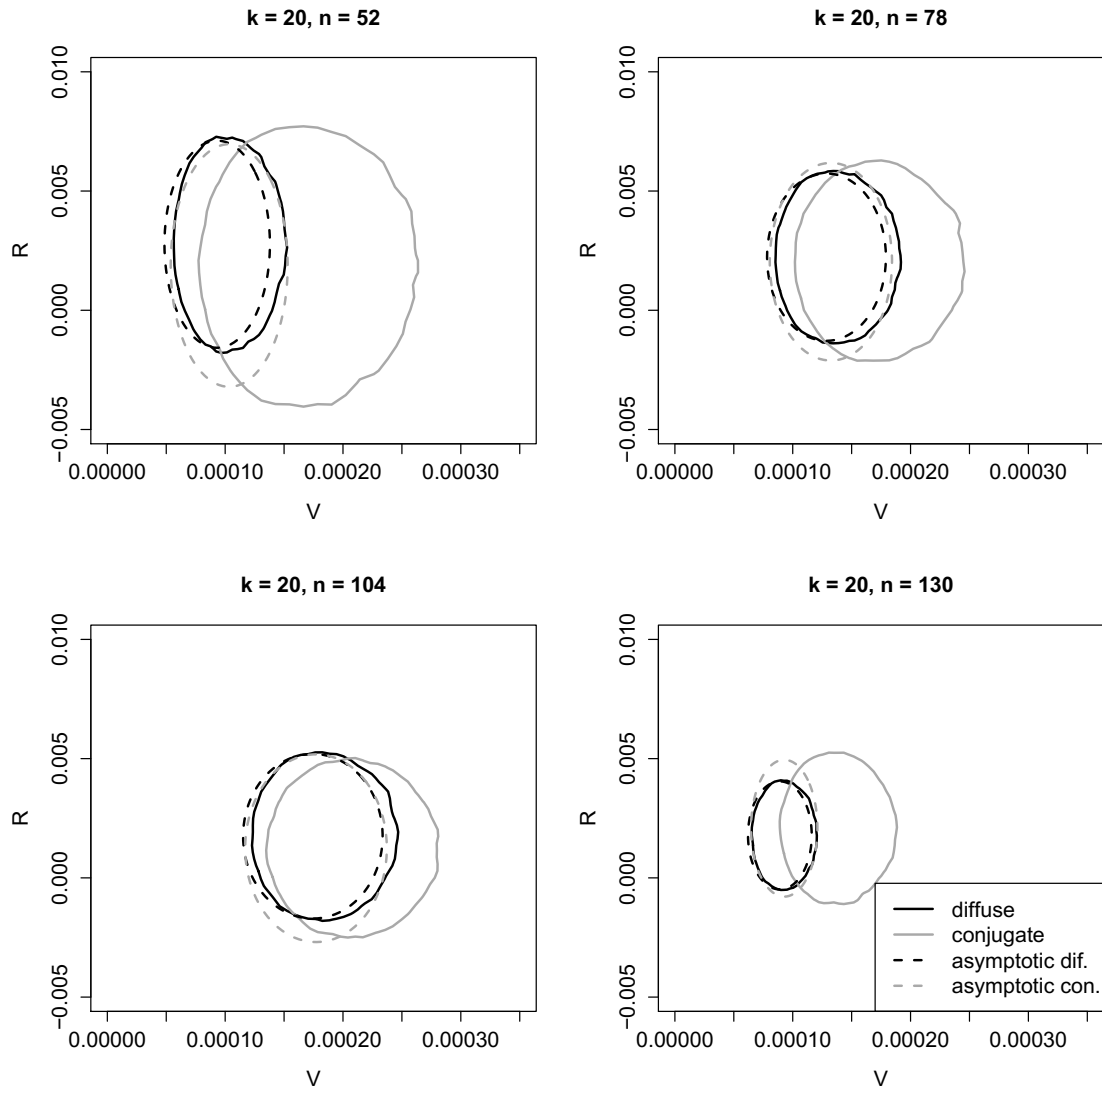 k = 20, n = 52
0.010
0.005
0.000
−0.005
R
0.00000 0.00010 0.00020 0.00030
V
k = 20, n = 78
0.010
0.005
0.000
−0.005
R
0.00000 0.00010 0.00020 0.00030
V
k = 20, n = 104
0.010
0.005
0.000
−0.005
R
0.00000 0.00010 0.00020 0.00030
V
k = 20, n = 130
0.010
0.005
0.000
−0.005
R
0.00000 0.00010 0.00020 0.00030
V
diffuse
conjugate
asymptotic dif.
asymptotic con.